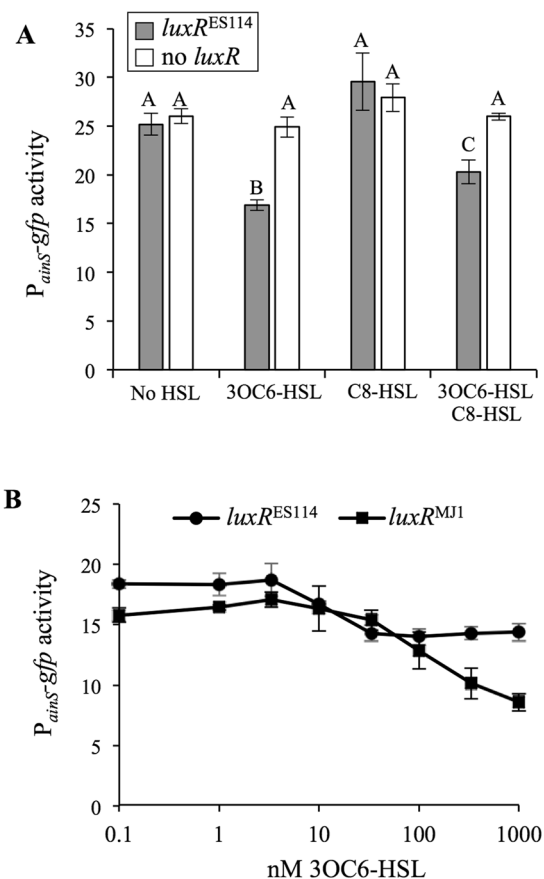 A
luxR^ES114
no luxR
P_ainS-gfp activity
35
30
25
20
15
10
5
0
A A
B A
A A
C A
No HSL 3OC6-HSL C8-HSL 3OC6-HSL
C8-HSL
B
luxR^ES114 luxR^MJ1
P_ainS-gfp activity
25
20
15
10
5
0
0.1 1 10 100 1000
nM 3OC6-HSL